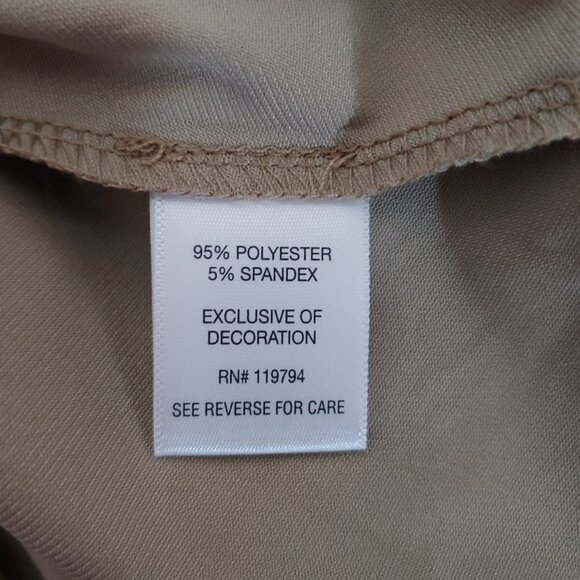 95% POLYESTER
5% SPANDEX
EXCLUSIVE OF
DECORATION
RN# 119794
SEE REVERSE FOR CARE